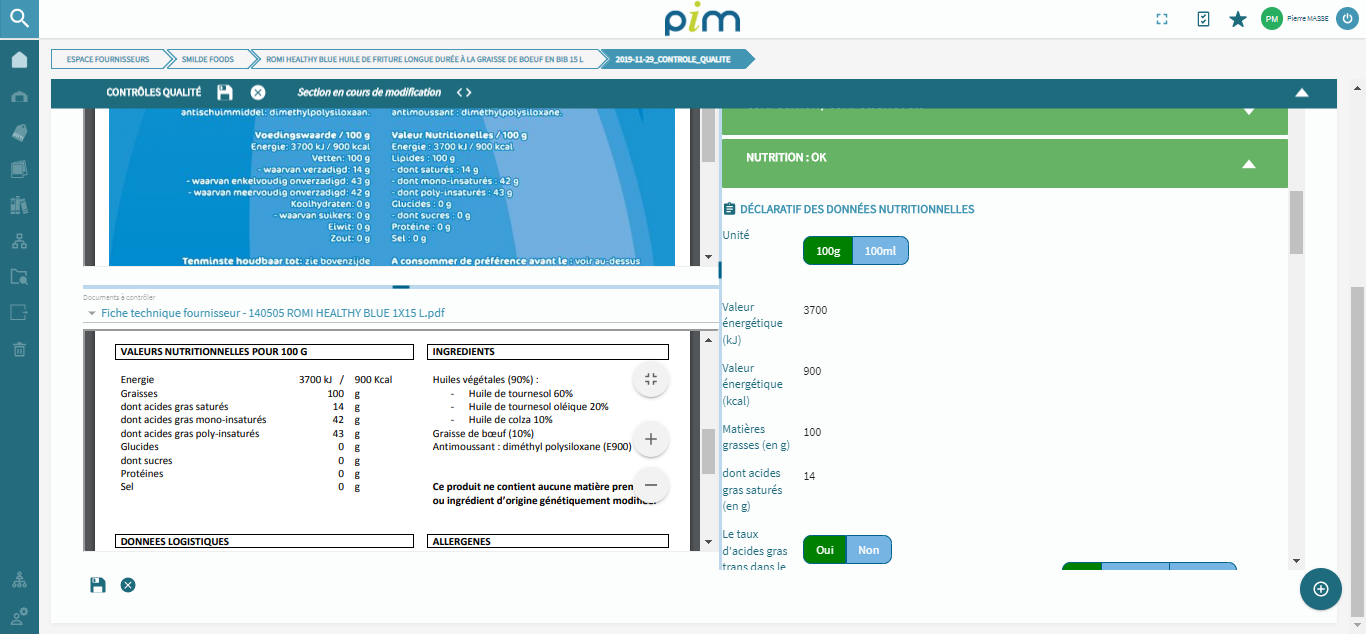 pim
PM Pierre MASSE
ESPACE FOURNISSEURS
SMILDE FOODS
ROMI HEALTHY BLUE HUILE DE FRITURE LONGUE DURÉE À LA GRAISSE DE BOEUF EN BIB 15 L
2019-11-29_CONTROLE_QUALITE
CONTRÔLES QUALITÉ
Section en cours de modification
antischuimmiddel: dimethylpolysiloxaan.
Voedingswaarde / 100 g
Energie: 3700 kJ / 900 kcal
Vetten: 100 g
- waarvan verzadigd: 14 g
- waarvan enkelvoudig onverzadigd: 43 g
- waarvan meervoudig onverzadigd: 42 g
Koolhydraten: 0 g
- waarvan suikers: 0 g
Eiwit: 0 g
Zout: 0 g
Tenminste houdbaar tot: zie bovenzijde
antimoussant : diméthylpolysiloxane.
Valeur Nutritionelles / 100 g
Energie : 3700 kJ / 900 kcal
Lipides : 100 g
- dont saturés : 14 g
- dont mono-insaturés : 42 g
- dont poly-insaturés : 43 g
Glucides : 0 g
- dont sucres : 0 g
Protéine : 0 g
Sel : 0 g
A consommer de préférence avant le : voir au-dessus
Documents à contrôler
Fiche technique fournisseur - 140505 ROMI HEALTHY BLUE 1X15 L.pdf
VALEURS NUTRITIONNELLES POUR 100 G
Energie 3700 kJ / 900 Kcal
Graisses 100 g
dont acides gras saturés 14 g
dont acides gras mono-insaturés 42 g
dont acides gras poly-insaturés 43 g
Glucides 0 g
dont sucres 0 g
Protéines 0 g
Sel 0 g
DONNEES LOGISTIQUES
INGREDIENTS
Huiles végétales (90%) :
- Huile de tournesol 60%
- Huile de tournesol oléique 20%
- Huile de colza 10%
Graisse de bœuf (10%)
Antimoussant : diméthyl polysiloxane (E900)
Ce produit ne contient aucune matière
ou ingrédient d'origine génétiquement
ALLERGENES
NUTRITION : OK
DÉCLARATIF DES DONNÉES NUTRITIONNELLES
Unité
100g 100ml
Valeur énergétique (kJ) 3700
Valeur énergétique (kcal) 900
Matières grasses (en g) 100
dont acides gras saturés (en g) 14
Le taux d'acides gras trans dans le
Oui Non